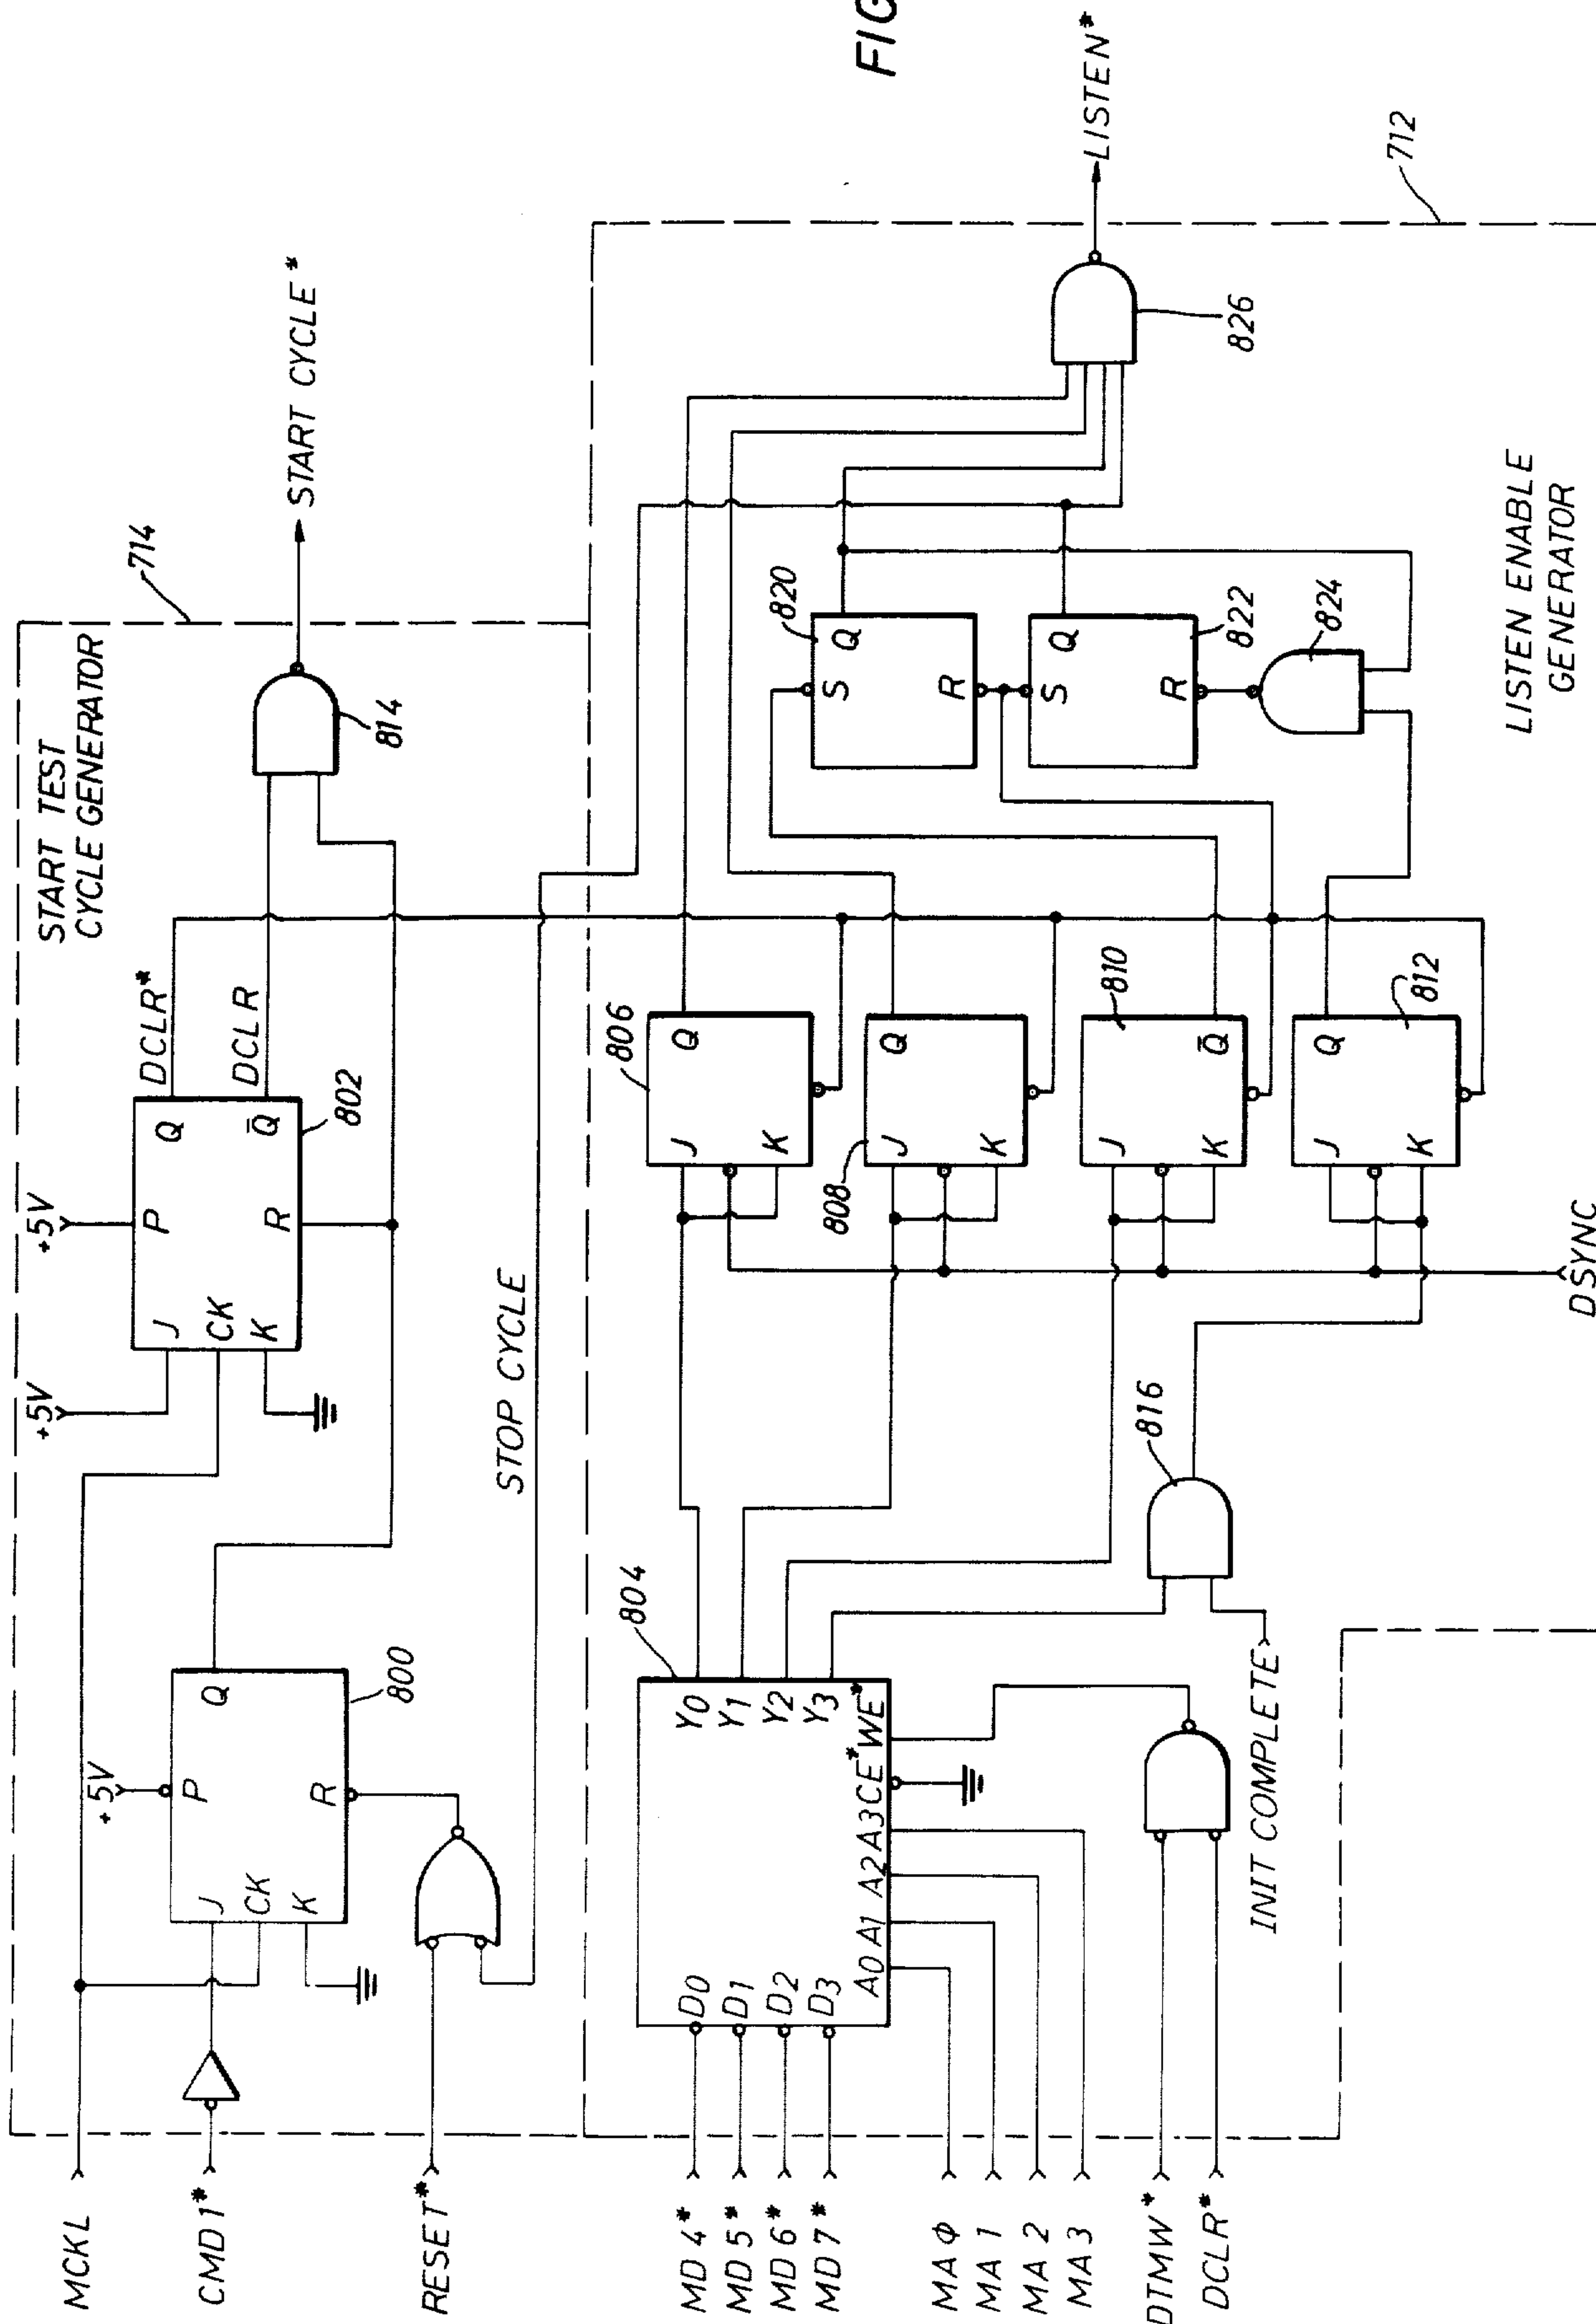 FIG
START TEST
CYCLE GENERATOR
714
START CYCLE*
MCKL
CMD1*
RESET*
+5V
P
J
CK
K
Q
R
800
+5V
+5V
P
J
CK
K
Q
Q̄
R
802
DCLR*
DCLR
814
STOP CYCLE
MD4*
MD5*
MD6*
MD7*
MAΦ
MA1
MA2
MA3
DTMW*
DCLR*
D0
D1
D2
D3
A0 A1 A2 A3 CE* WE*
Y0
Y1
Y2
Y3
804
INIT COMPLETE
816
DSYNC
J
K
Q
806
J
K
Q
808
J
K
Q̄
810
J
K
Q
812
S
Q
R
820
S
Q
R
822
824
826
LISTEN*
712
LISTEN ENABLE
GENERATOR